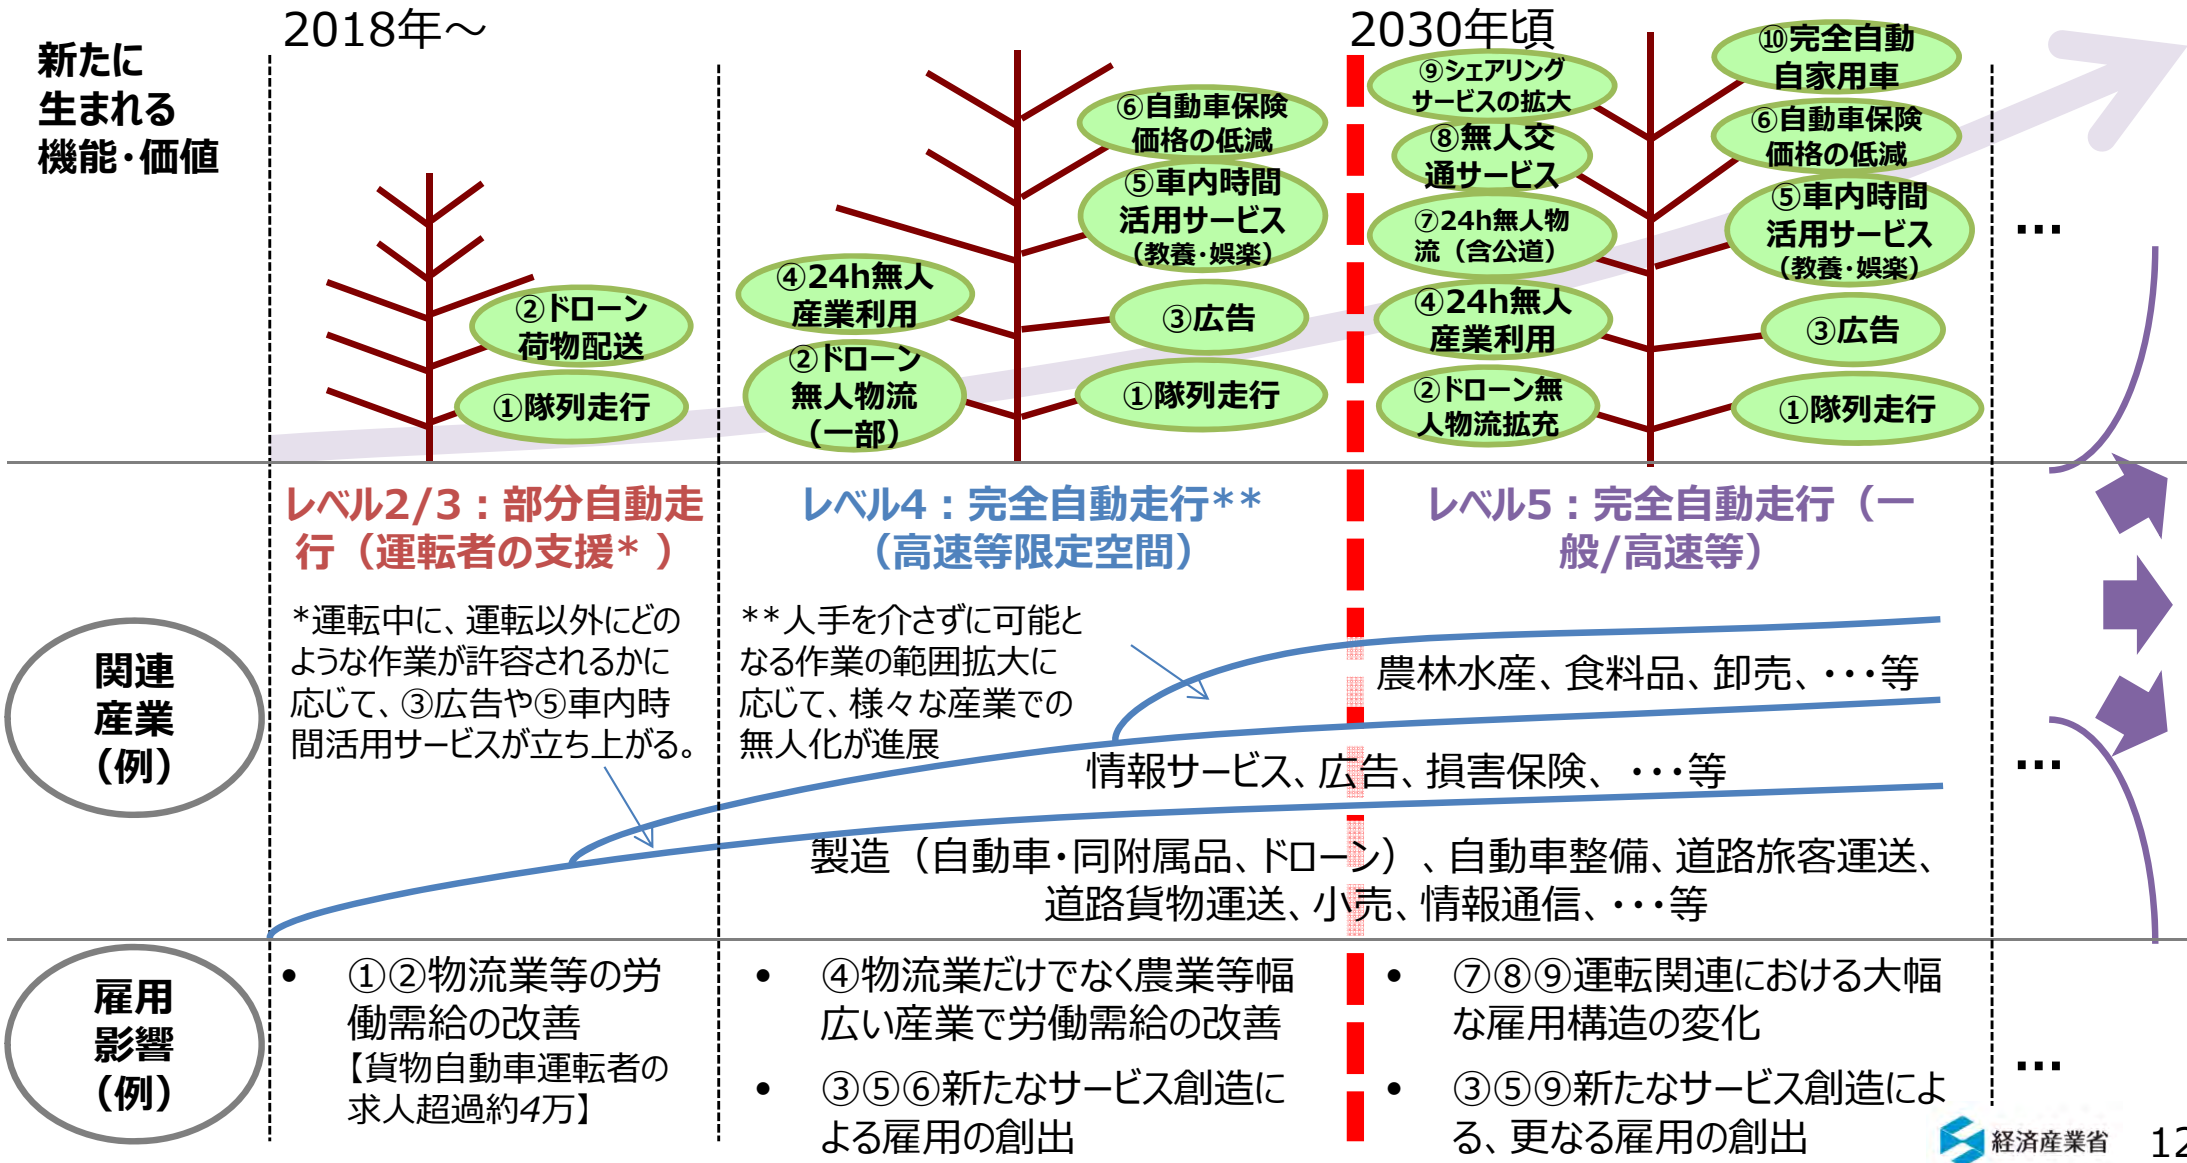 2018年～
2030年頃
新たに
生まれる
機能・価値
②ドローン
荷物配送
①隊列走行
⑥自動車保険
価格の低減
⑤車内時間
活用サービス
（教養・娯楽）
④24h無人
産業利用
③広告
②ドローン
無人物流
（一部）
①隊列走行
⑨シェアリング
サービスの拡大
⑩完全自動
自家用車
⑧無人交
通サービス
⑥自動車保険
価格の低減
⑦24h無人物
流（含公道）
⑤車内時間
活用サービス
（教養・娯楽）
④24h無人
産業利用
③広告
②ドローン無
人物流拡充
①隊列走行
…
レベル2/3：部分自動走
行（運転者の支援*）
レベル4：完全自動走行**
（高速等限定空間）
レベル5：完全自動走行（一
般/高速等）
関連
産業
（例）
*運転中に、運転以外にどの
ような作業が許容されるかに
応じて、③広告や⑤車内時
間活用サービスが立ち上がる。
**人手を介さずに可能と
なる作業の範囲拡大に
応じて、様々な産業での
無人化が進展
農林水産、食料品、卸売、・・・等
情報サービス、広告、損害保険、・・・等
製造（自動車・同附属品、ドローン）、自動車整備、道路旅客運送、
道路貨物運送、小売、情報通信、・・・等
…
雇用
影響
（例）
• ①②物流業等の労
働需給の改善
【貨物自動車運転者の
求人超過約4万】
• ④物流業だけでなく農業等幅
広い産業で労働需給の改善
• ③⑤⑥新たなサービス創造に
よる雇用の創出
• ⑦⑧⑨運転関連における大幅
な雇用構造の変化
• ③⑤⑨新たなサービス創造によ
る、更なる雇用の創出
…
経済産業省
12